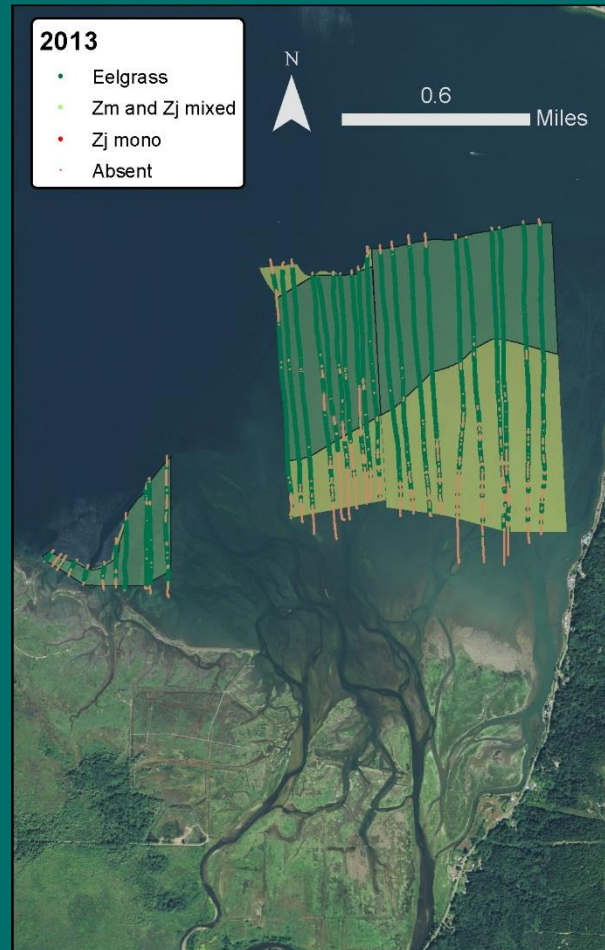 2013
Eelgrass
Zm and Zj mixed
Zj mono
Absent
N
0.6
Miles